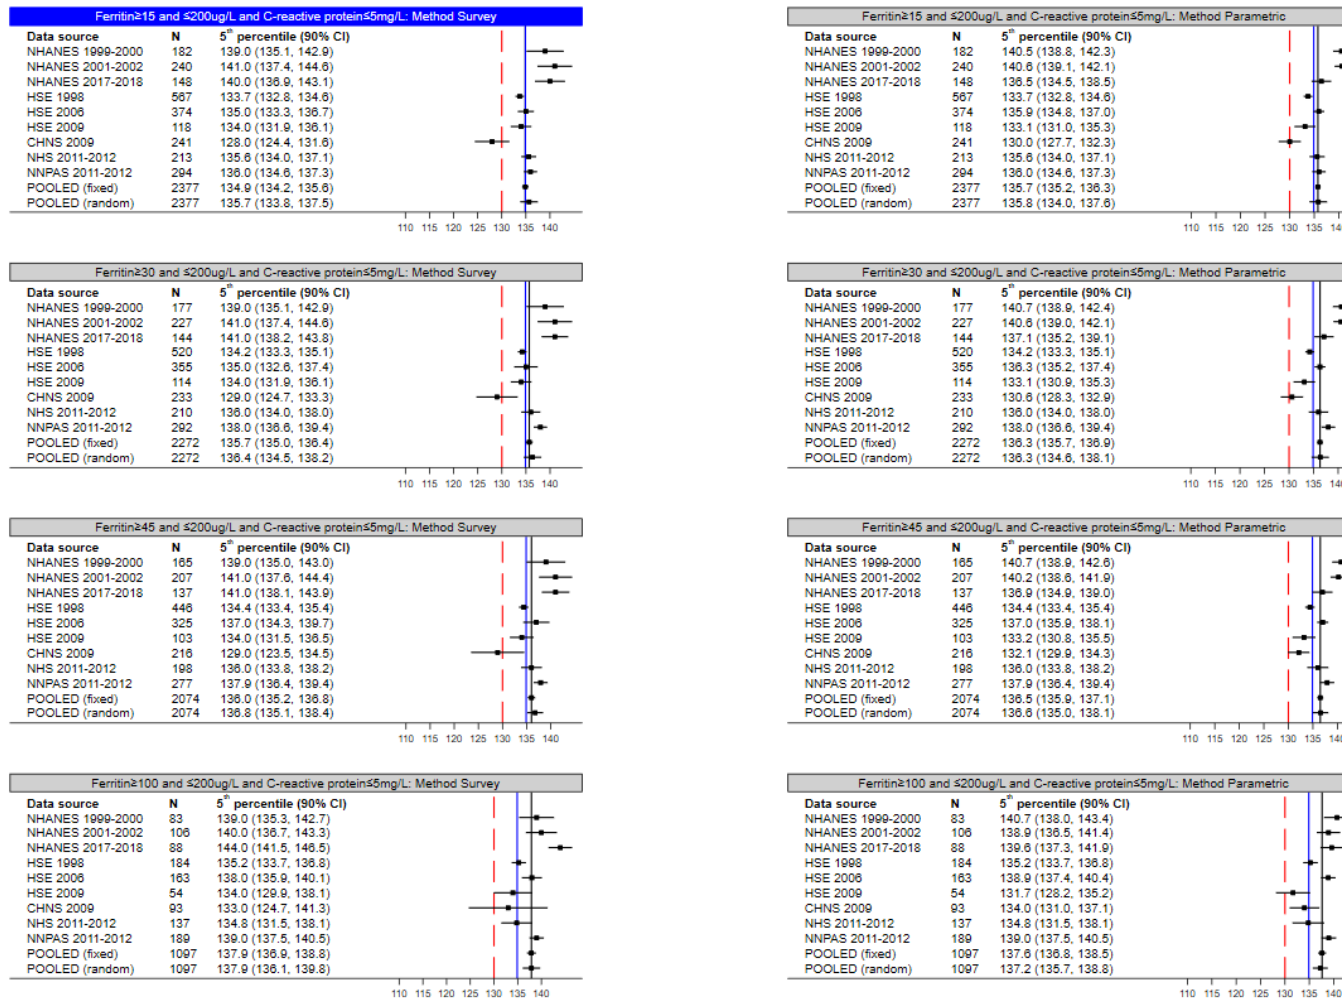 Ferritin≥15 and ≤200ug/L and C-reactive protein≤5mg/L: Method Survey
Data source N 5th percentile (90% CI)
NHANES 1999-2000 182 139.0 (135.1, 142.9)
NHANES 2001-2002 240 141.0 (137.4, 144.6)
NHANES 2017-2018 148 140.0 (136.9, 143.1)
HSE 1998 567 133.7 (132.8, 134.6)
HSE 2006 374 135.0 (133.3, 136.7)
HSE 2009 118 134.0 (131.9, 136.1)
CHNS 2009 241 128.0 (124.4, 131.6)
NHS 2011-2012 213 135.6 (134.0, 137.1)
NNPAS 2011-2012 294 136.0 (134.6, 137.3)
POOLED (fixed) 2377 134.9 (134.2, 135.6)
POOLED (random) 2377 135.7 (133.8, 137.5)
110 115 120 125 130 135 140
Ferritin≥15 and ≤200ug/L and C-reactive protein≤5mg/L: Method Parametric
Data source N 5th percentile (90% CI)
NHANES 1999-2000 182 140.5 (138.8, 142.3)
NHANES 2001-2002 240 140.6 (139.1, 142.1)
NHANES 2017-2018 148 136.5 (134.5, 138.5)
HSE 1998 567 133.7 (132.8, 134.6)
HSE 2006 374 135.9 (134.8, 137.0)
HSE 2009 118 133.1 (131.0, 135.3)
CHNS 2009 241 130.0 (127.7, 132.3)
NHS 2011-2012 213 135.6 (134.0, 137.1)
NNPAS 2011-2012 294 136.0 (134.6, 137.3)
POOLED (fixed) 2377 135.7 (135.2, 136.3)
POOLED (random) 2377 135.8 (134.0, 137.6)
110 115 120 125 130 135 140
Ferritin≥30 and ≤200ug/L and C-reactive protein≤5mg/L: Method Survey
Data source N 5th percentile (90% CI)
NHANES 1999-2000 177 139.0 (135.1, 142.9)
NHANES 2001-2002 227 141.0 (137.4, 144.6)
NHANES 2017-2018 144 141.0 (138.2, 143.8)
HSE 1998 520 134.2 (133.3, 135.1)
HSE 2006 355 135.0 (132.6, 137.4)
HSE 2009 114 134.0 (131.9, 136.1)
CHNS 2009 233 129.0 (124.7, 133.3)
NHS 2011-2012 210 136.0 (134.0, 138.0)
NNPAS 2011-2012 292 138.0 (136.6, 139.4)
POOLED (fixed) 2272 135.7 (135.0, 136.4)
POOLED (random) 2272 136.4 (134.5, 138.2)
110 115 120 125 130 135 140
Ferritin≥30 and ≤200ug/L and C-reactive protein≤5mg/L: Method Parametric
Data source N 5th percentile (90% CI)
NHANES 1999-2000 177 140.7 (138.9, 142.4)
NHANES 2001-2002 227 140.6 (139.0, 142.1)
NHANES 2017-2018 144 137.1 (135.2, 139.1)
HSE 1998 520 134.2 (133.3, 135.1)
HSE 2006 355 136.3 (135.2, 137.4)
HSE 2009 114 133.1 (130.9, 135.3)
CHNS 2009 233 130.6 (128.3, 132.9)
NHS 2011-2012 210 136.0 (134.0, 138.0)
NNPAS 2011-2012 292 138.0 (136.6, 139.4)
POOLED (fixed) 2272 136.3 (135.7, 136.9)
POOLED (random) 2272 136.3 (134.6, 138.1)
110 115 120 125 130 135 140
Ferritin≥45 and ≤200ug/L and C-reactive protein≤5mg/L: Method Survey
Data source N 5th percentile (90% CI)
NHANES 1999-2000 165 139.0 (135.0, 143.0)
NHANES 2001-2002 207 141.0 (137.6, 144.4)
NHANES 2017-2018 137 141.0 (138.1, 143.9)
HSE 1998 446 134.4 (133.4, 135.4)
HSE 2006 325 137.0 (134.3, 139.7)
HSE 2009 103 134.0 (131.5, 136.5)
CHNS 2009 216 129.0 (123.5, 134.5)
NHS 2011-2012 198 136.0 (133.8, 138.2)
NNPAS 2011-2012 277 137.9 (136.4, 139.4)
POOLED (fixed) 2074 136.0 (135.2, 136.8)
POOLED (random) 2074 136.8 (135.1, 138.4)
110 115 120 125 130 135 140
Ferritin≥45 and ≤200ug/L and C-reactive protein≤5mg/L: Method Parametric
Data source N 5th percentile (90% CI)
NHANES 1999-2000 165 140.7 (138.9, 142.6)
NHANES 2001-2002 207 140.2 (138.6, 141.9)
NHANES 2017-2018 137 136.9 (134.9, 139.0)
HSE 1998 446 134.4 (133.4, 135.4)
HSE 2006 325 137.0 (135.9, 138.1)
HSE 2009 103 133.2 (130.8, 135.5)
CHNS 2009 216 132.1 (129.9, 134.3)
NHS 2011-2012 198 136.0 (133.8, 138.2)
NNPAS 2011-2012 277 137.9 (136.4, 139.4)
POOLED (fixed) 2074 136.5 (135.9, 137.1)
POOLED (random) 2074 136.6 (135.0, 138.1)
110 115 120 125 130 135 140
Ferritin≥100 and ≤200ug/L and C-reactive protein≤5mg/L: Method Survey
Data source N 5th percentile (90% CI)
NHANES 1999-2000 83 139.0 (135.3, 142.7)
NHANES 2001-2002 106 140.0 (136.7, 143.3)
NHANES 2017-2018 88 144.0 (141.5, 146.5)
HSE 1998 184 135.2 (133.7, 136.8)
HSE 2006 163 138.0 (135.9, 140.1)
HSE 2009 54 134.0 (129.9, 138.1)
CHNS 2009 93 133.0 (124.7, 141.3)
NHS 2011-2012 137 134.8 (131.5, 138.1)
NNPAS 2011-2012 189 139.0 (137.5, 140.5)
POOLED (fixed) 1097 137.9 (136.9, 138.8)
POOLED (random) 1097 137.9 (136.1, 139.8)
110 115 120 125 130 135 140
Ferritin≥100 and ≤200ug/L and C-reactive protein≤5mg/L: Method Parametric
Data source N 5th percentile (90% CI)
NHANES 1999-2000 83 140.7 (138.0, 143.4)
NHANES 2001-2002 106 138.9 (136.5, 141.4)
NHANES 2017-2018 88 139.6 (137.3, 141.9)
HSE 1998 184 135.2 (133.7, 136.8)
HSE 2006 163 138.9 (137.4, 140.4)
HSE 2009 54 131.7 (128.2, 135.2)
CHNS 2009 93 134.0 (131.0, 137.1)
NHS 2011-2012 137 134.8 (131.5, 138.1)
NNPAS 2011-2012 189 139.0 (137.5, 140.5)
POOLED (fixed) 1097 137.6 (136.8, 138.5)
POOLED (random) 1097 137.2 (135.7, 138.8)
110 115 120 125 130 135 140